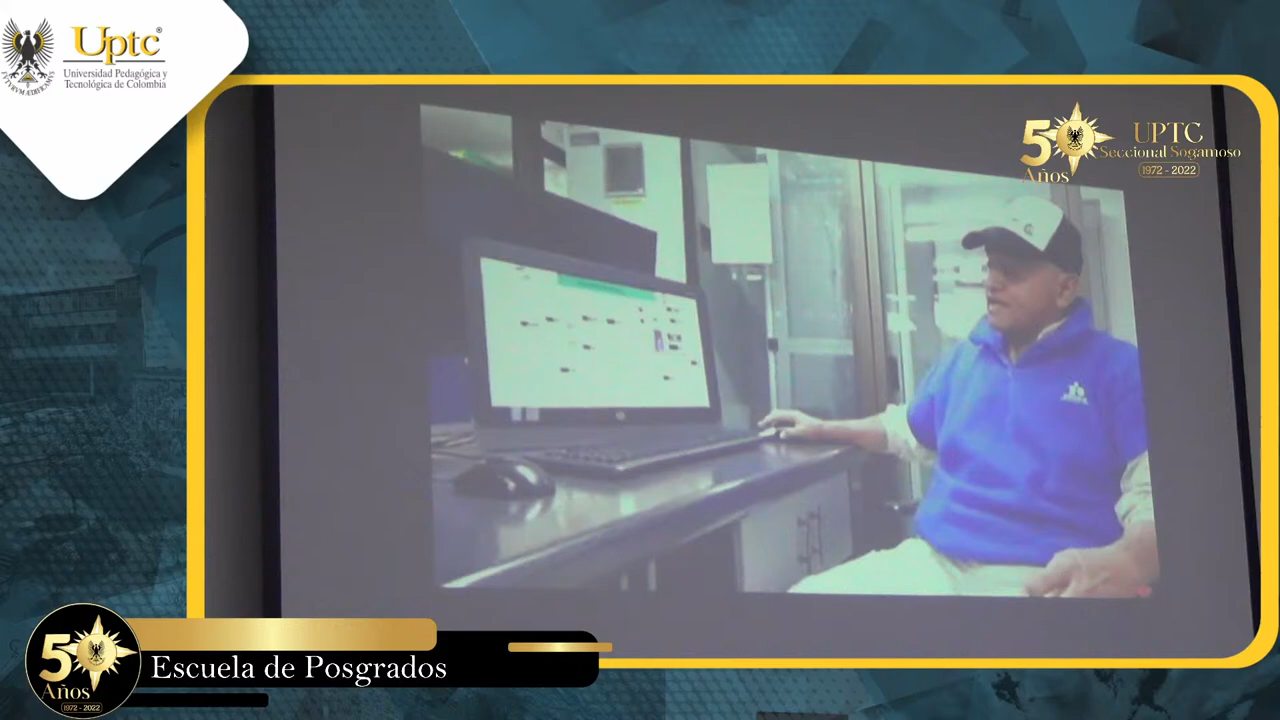 Uptc®
Universidad Pedagógica y
Tecnológica de Colombia
50
Años
UPTC
Seccional Sogamoso
1972 - 2022
50
Años
1972 - 2022
Escuela de Posgrados